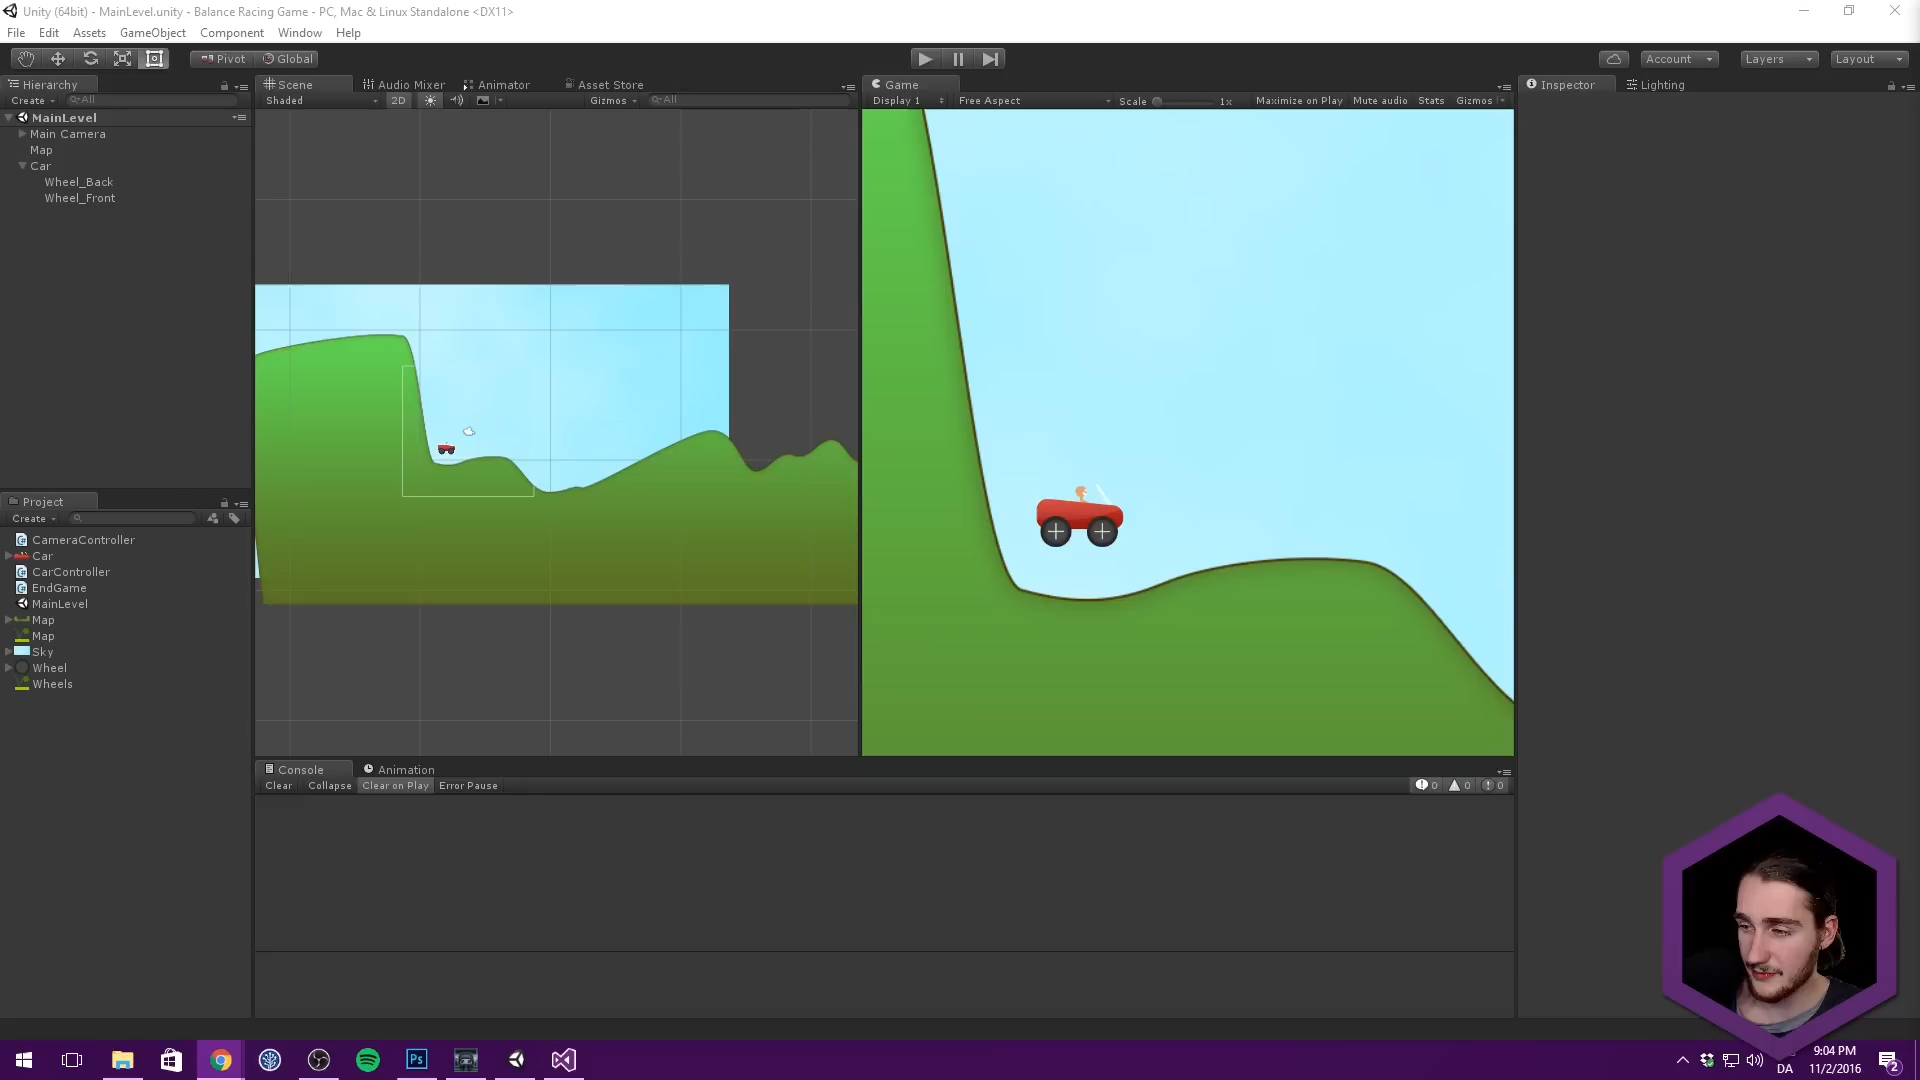 Unity (64bit) - MainLevel.unity - Balance Racing Game - PC, Mac & Linux Standalone <DX11>
File Edit Assets GameObject Component Window Help
Pivot Global Account Layers Layout
Hierarchy Scene Audio Mixer Animator Asset Store Game Inspector Lighting
Create All Shaded 2D Gizmos All Display 1 Free Aspect Scale 1x Maximize on Play Mute audio Stats Gizmos
MainLevel
Main Camera
Map
Car
Wheel_Back
Wheel_Front
Project
Create
CameraController
Car
CarController
EndGame
MainLevel
Map
Map
Sky
Wheel
Wheels
Console Animation
Clear Collapse Clear on Play Error Pause 0 0 0
Ps
9:04 PM
DA 11/2/2016 2